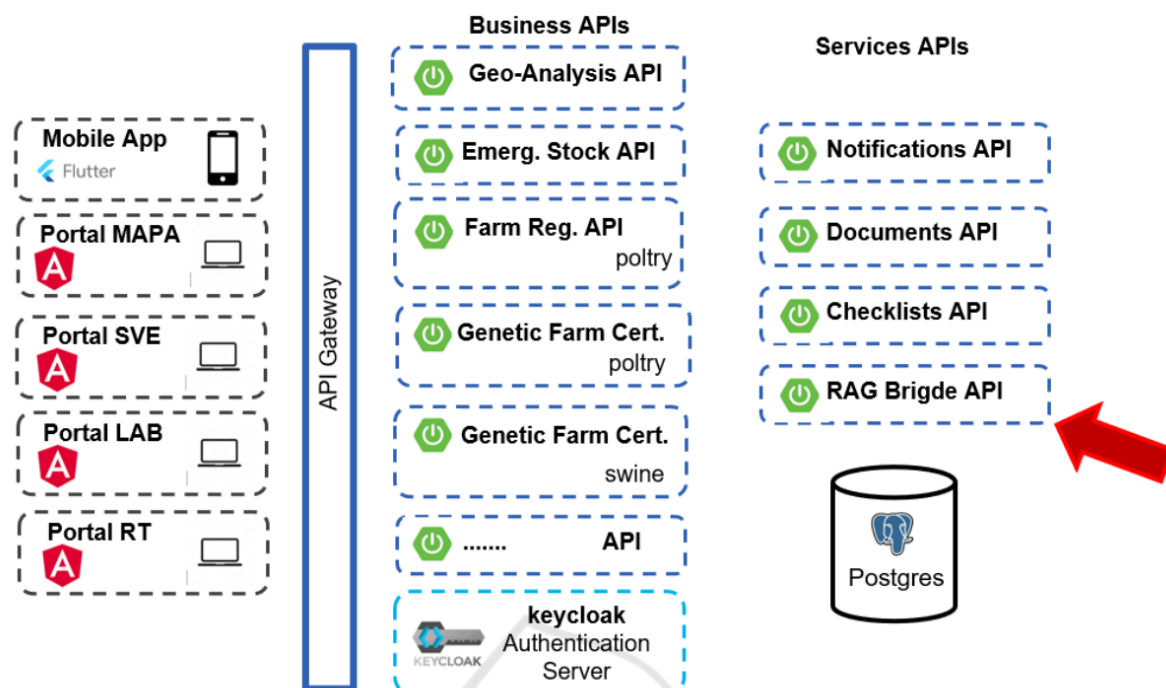 Business APIs
Services APIs
Mobile App
Flutter
Portal MAPA
Portal SVE
Portal LAB
Portal RT
API Gateway
Geo-Analysis API
Emerg. Stock API
Farm Reg. API
poltry
Genetic Farm Cert.
poltry
Genetic Farm Cert.
swine
....... API
keycloak
Authentication
Server
KEYCLOAK
Notifications API
Documents API
Checklists API
RAG Brigde API
Postgres